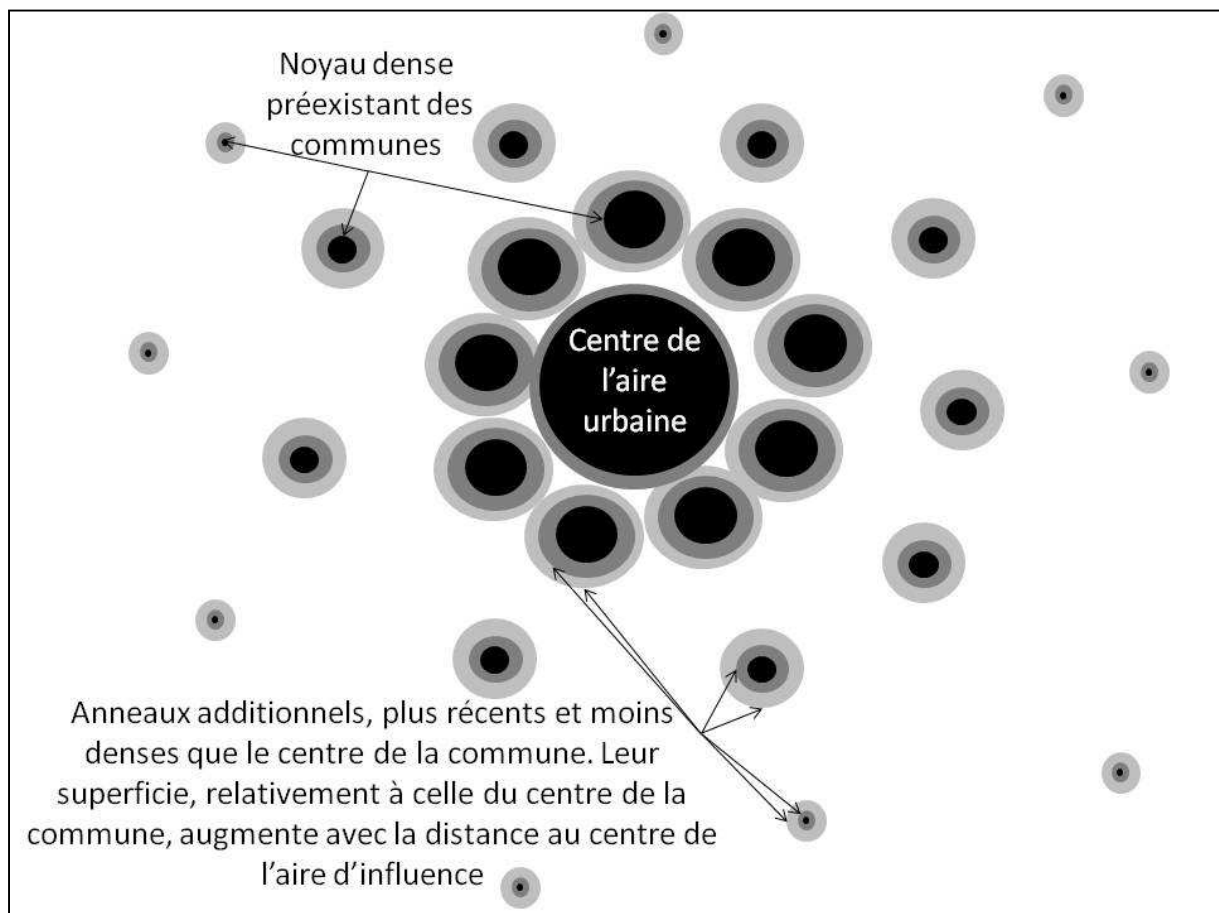 Noyau dense
préexistant des
communes
Centre de
l'aire
urbaine
Anneaux additionnels, plus récents et moins
denses que le centre de la commune. Leur
superficie, relativement à celle du centre de la
commune, augmente avec la distance au centre de
l'aire d'influence